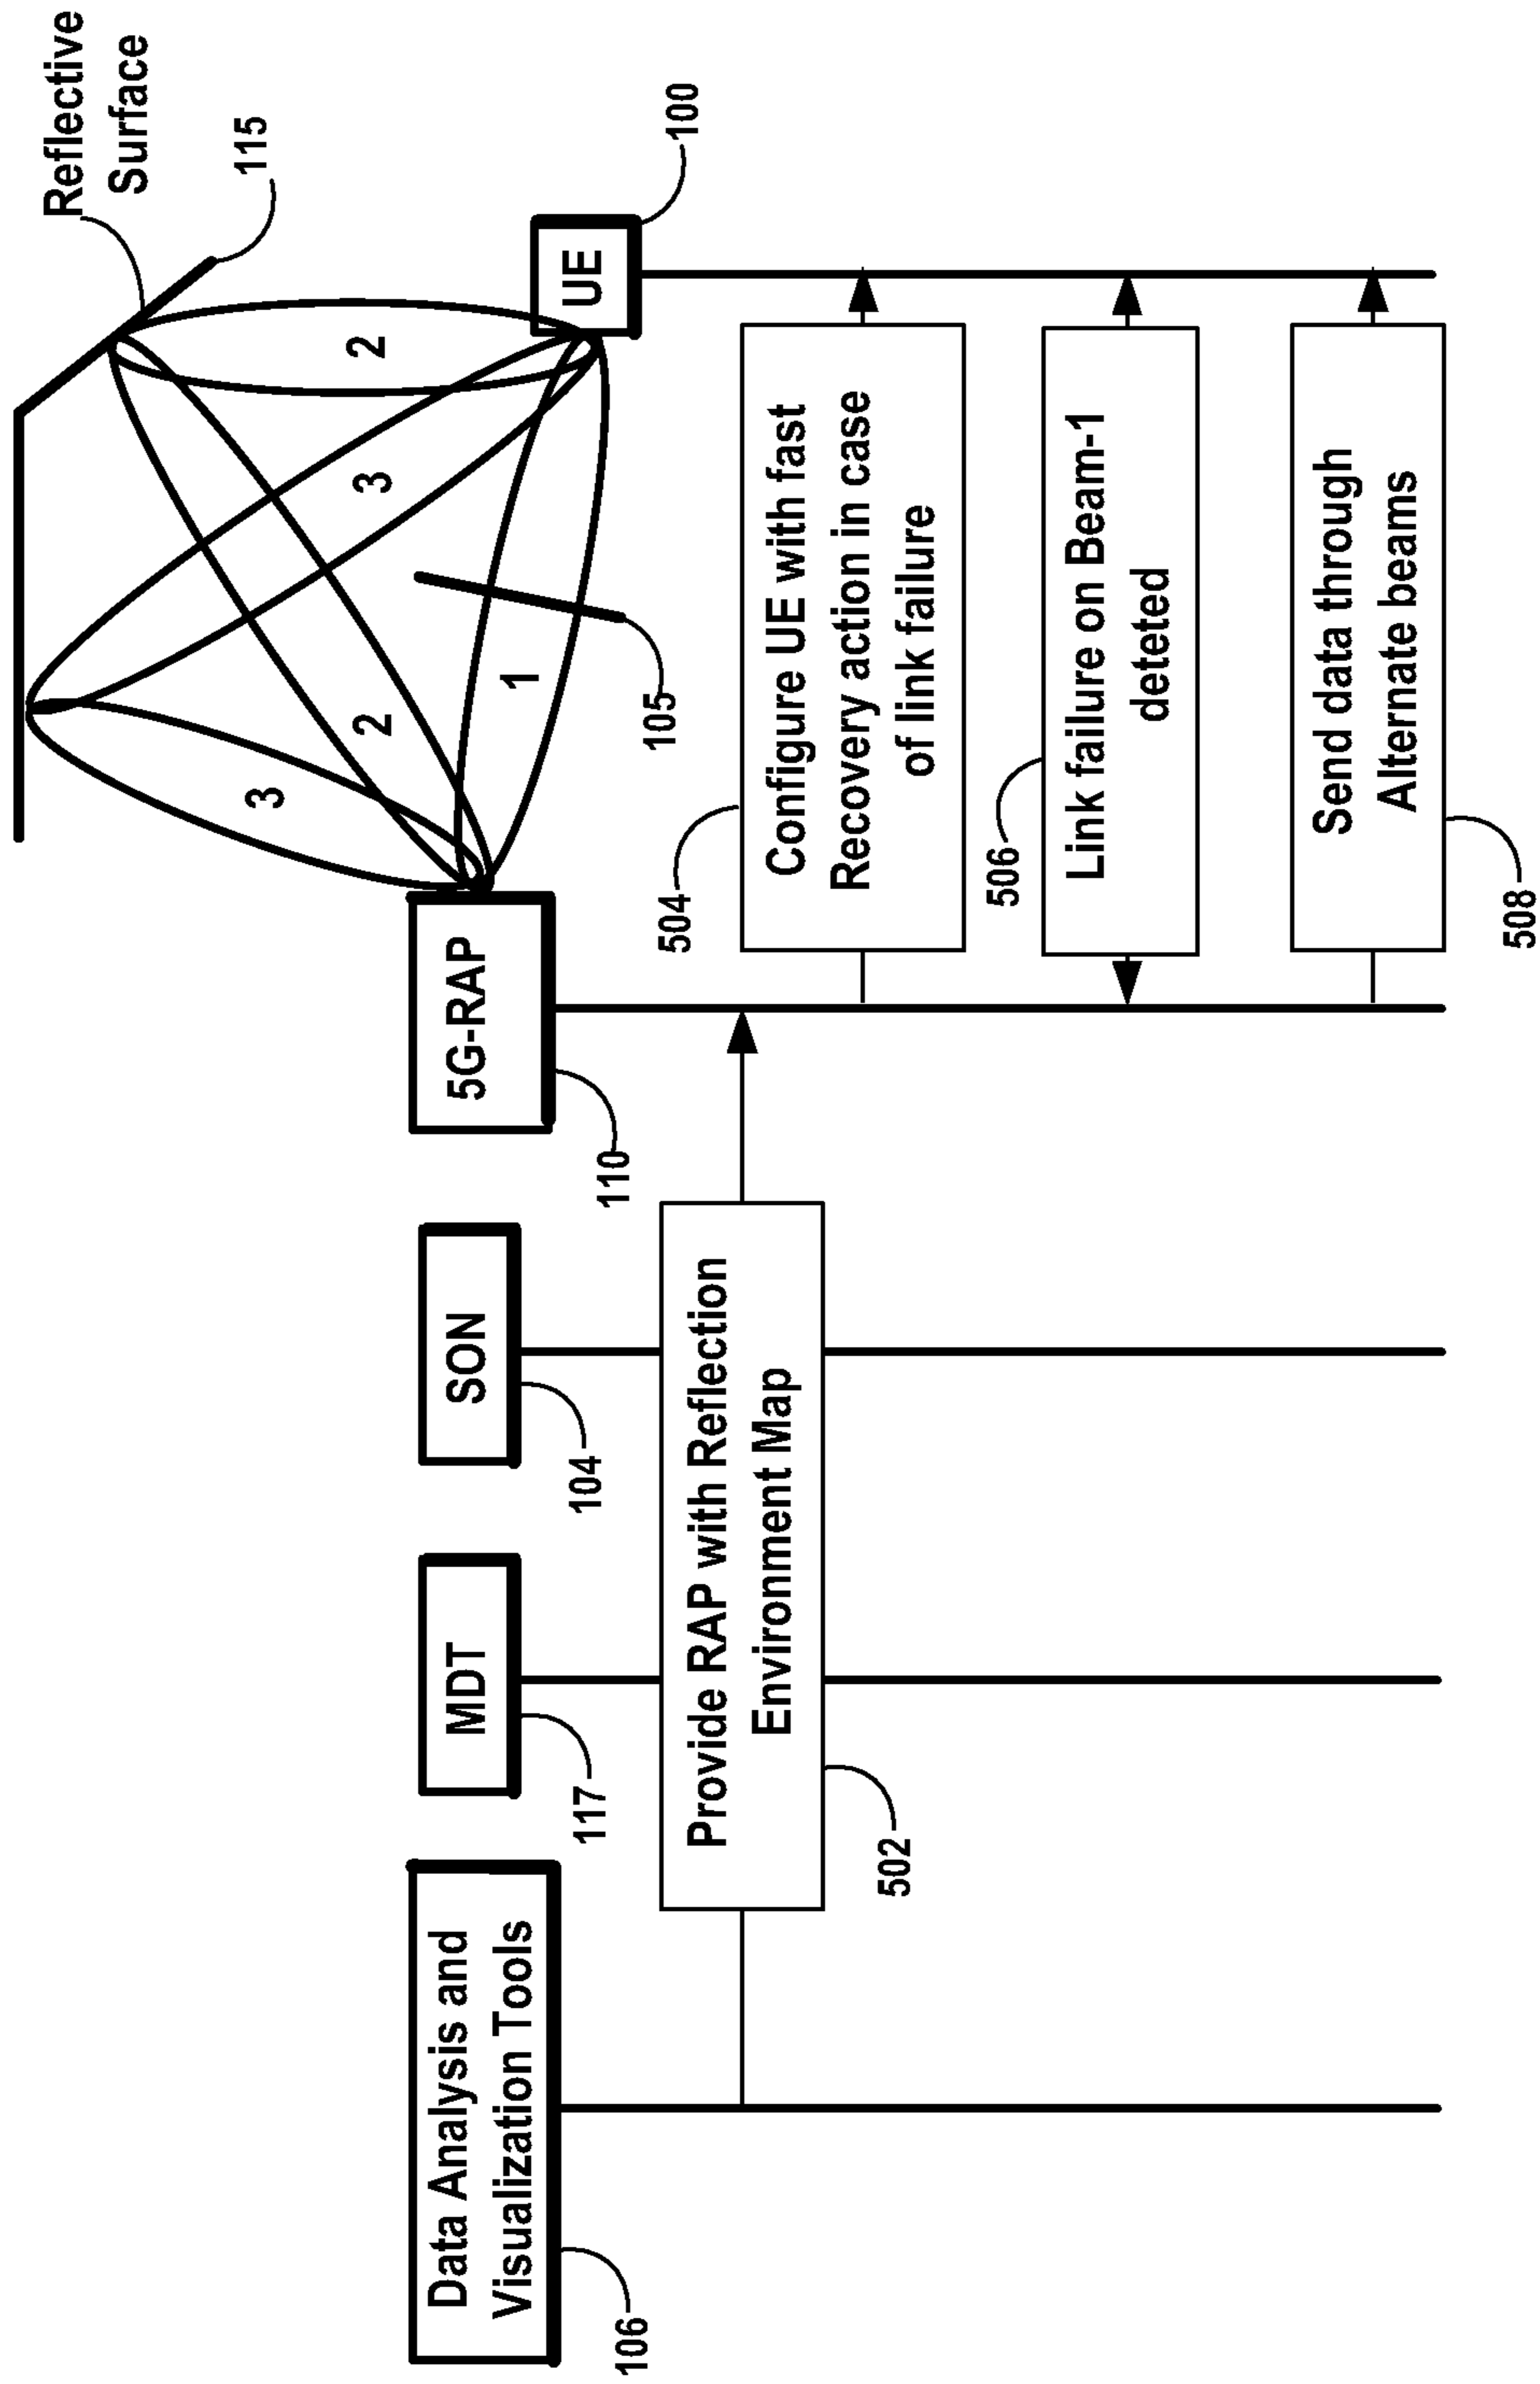 Reflective
Surface
115
3
2
3
2
1
105
5G-RAP
110
UE
100
Data Analysis and
Visualization Tools
106
MDT
117
SON
104
Provide RAP with Reflection
Environment Map
502
Configure UE with fast
Recovery action in case
of link failure
504
Link failure on Beam-1
deteted
506
Send data through
Alternate beams
508